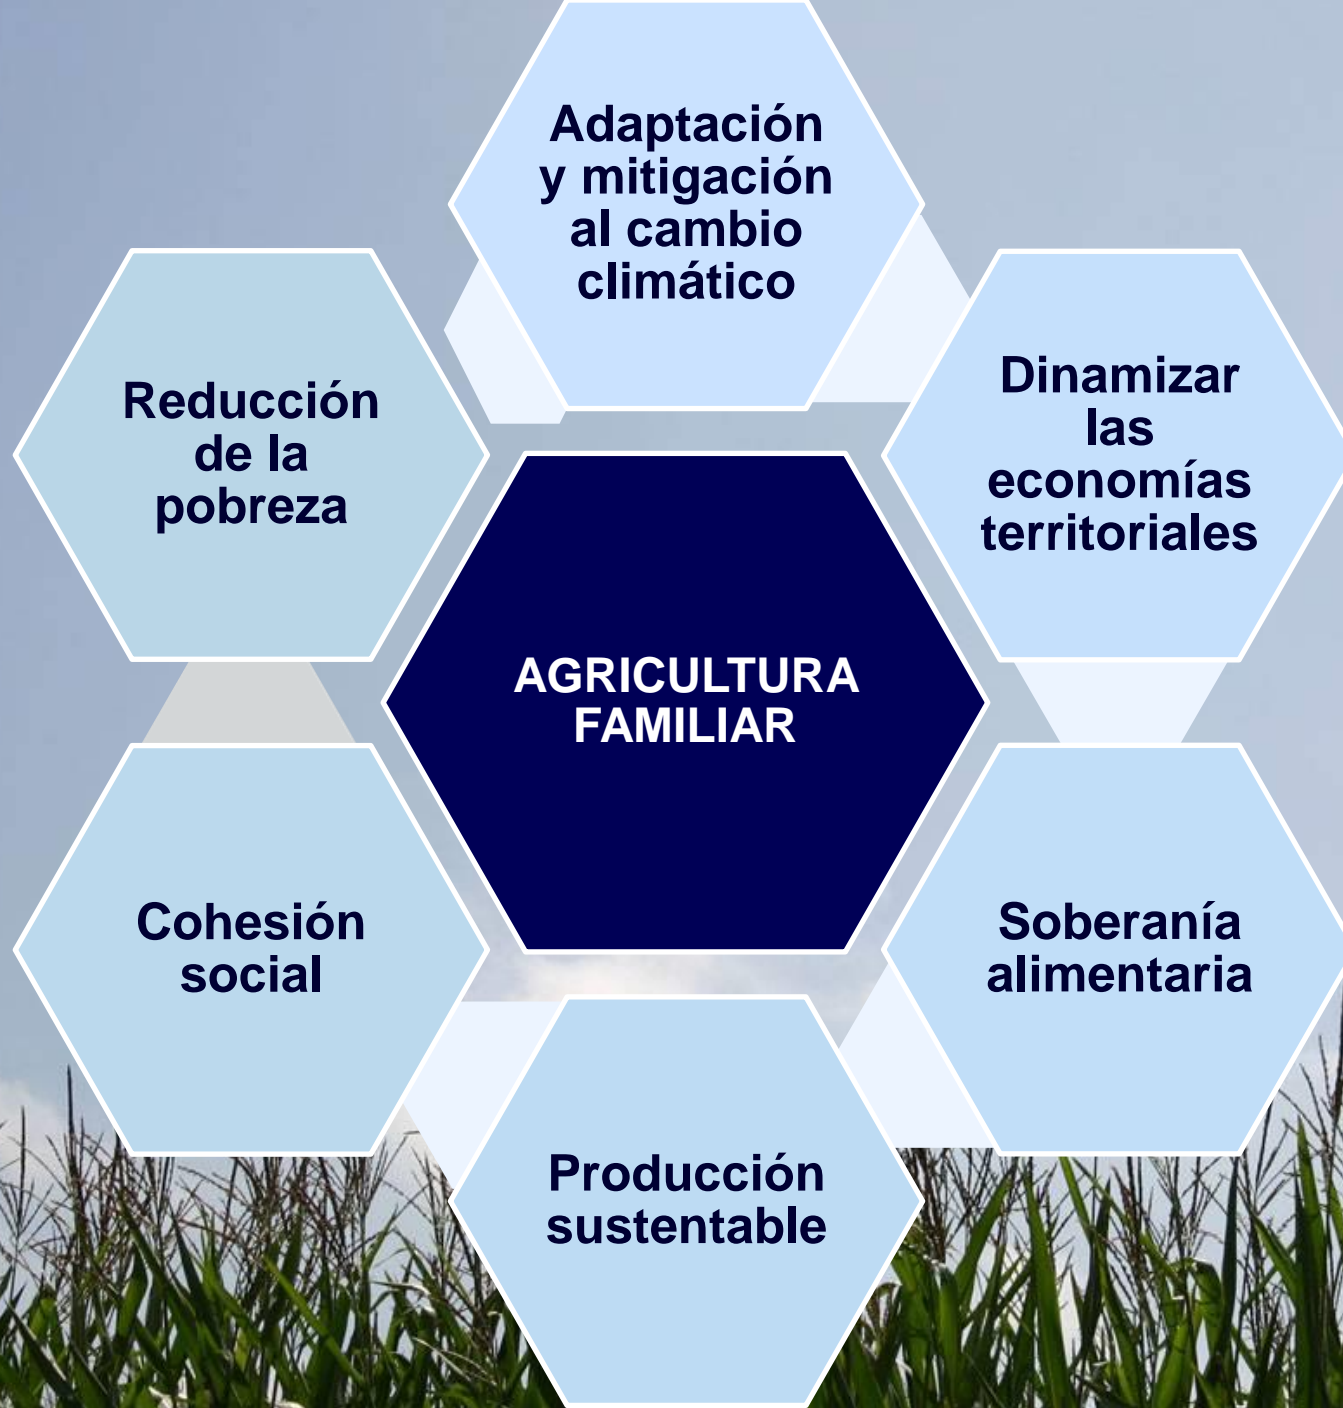 Adaptación
y mitigación
al cambio
climático
Dinamizar
las
economías
territoriales
Reducción
de la
pobreza
AGRICULTURA
FAMILIAR
Cohesión
social
Soberanía
alimentaria
Producción
sustentable